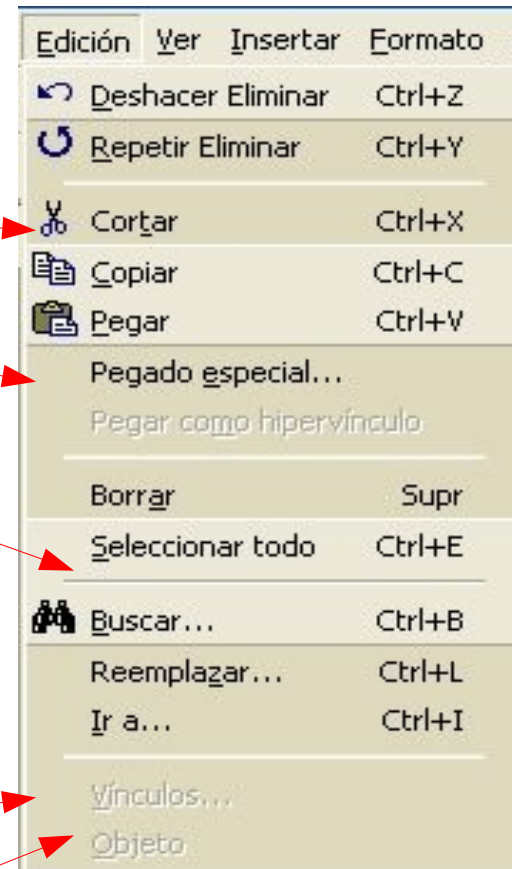 Edición Ver Insertar Formato
Deshacer Eliminar Ctrl+Z
Repetir Eliminar Ctrl+Y
Cortar Ctrl+X
Copiar Ctrl+C
Pegar Ctrl+V
Pegado especial...
Pegar como hipervínculo
Borrar Supr
Seleccionar todo Ctrl+E
Buscar... Ctrl+B
Reemplazar... Ctrl+L
Ir a... Ctrl+I
Vínculos...
Objeto